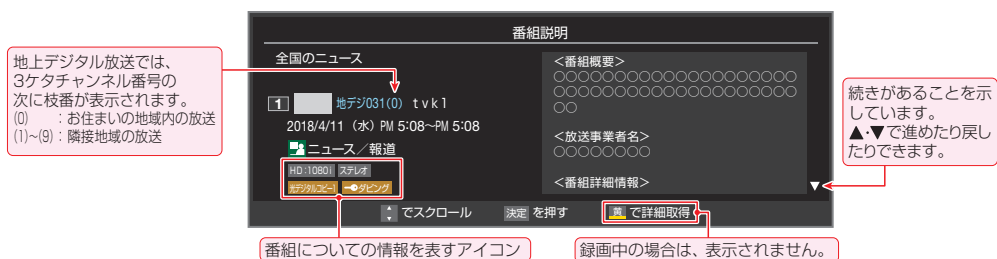 番組説明
地上デジタル放送では、
3ケタチャンネル番号の
次に枝番が表示されます。
(0) ：お住まいの地域内の放送
(1)~(9)：隣接地域の放送
全国のニュース
1 地デジ031(0) tvk1
2018/4/11 (水) PM 5:08~PM 5:08
ニュース／報道
HD:1080i ステレオ
光デジタルコピー1 ダビング
<番組概要>
○○○○○○○○○○○○○○○○○○○○
○○○○○○○○○○○○○○○○○○○○
○○
<放送事業者名>
○○○○○○○○
<番組詳細情報>
▼
続きがあることを示
しています。
▲・▼で進めたり戻し
たりできます。
でスクロール 決定 を押す 黄 で詳細取得
番組についての情報を表すアイコン
録画中の場合は、表示されません。